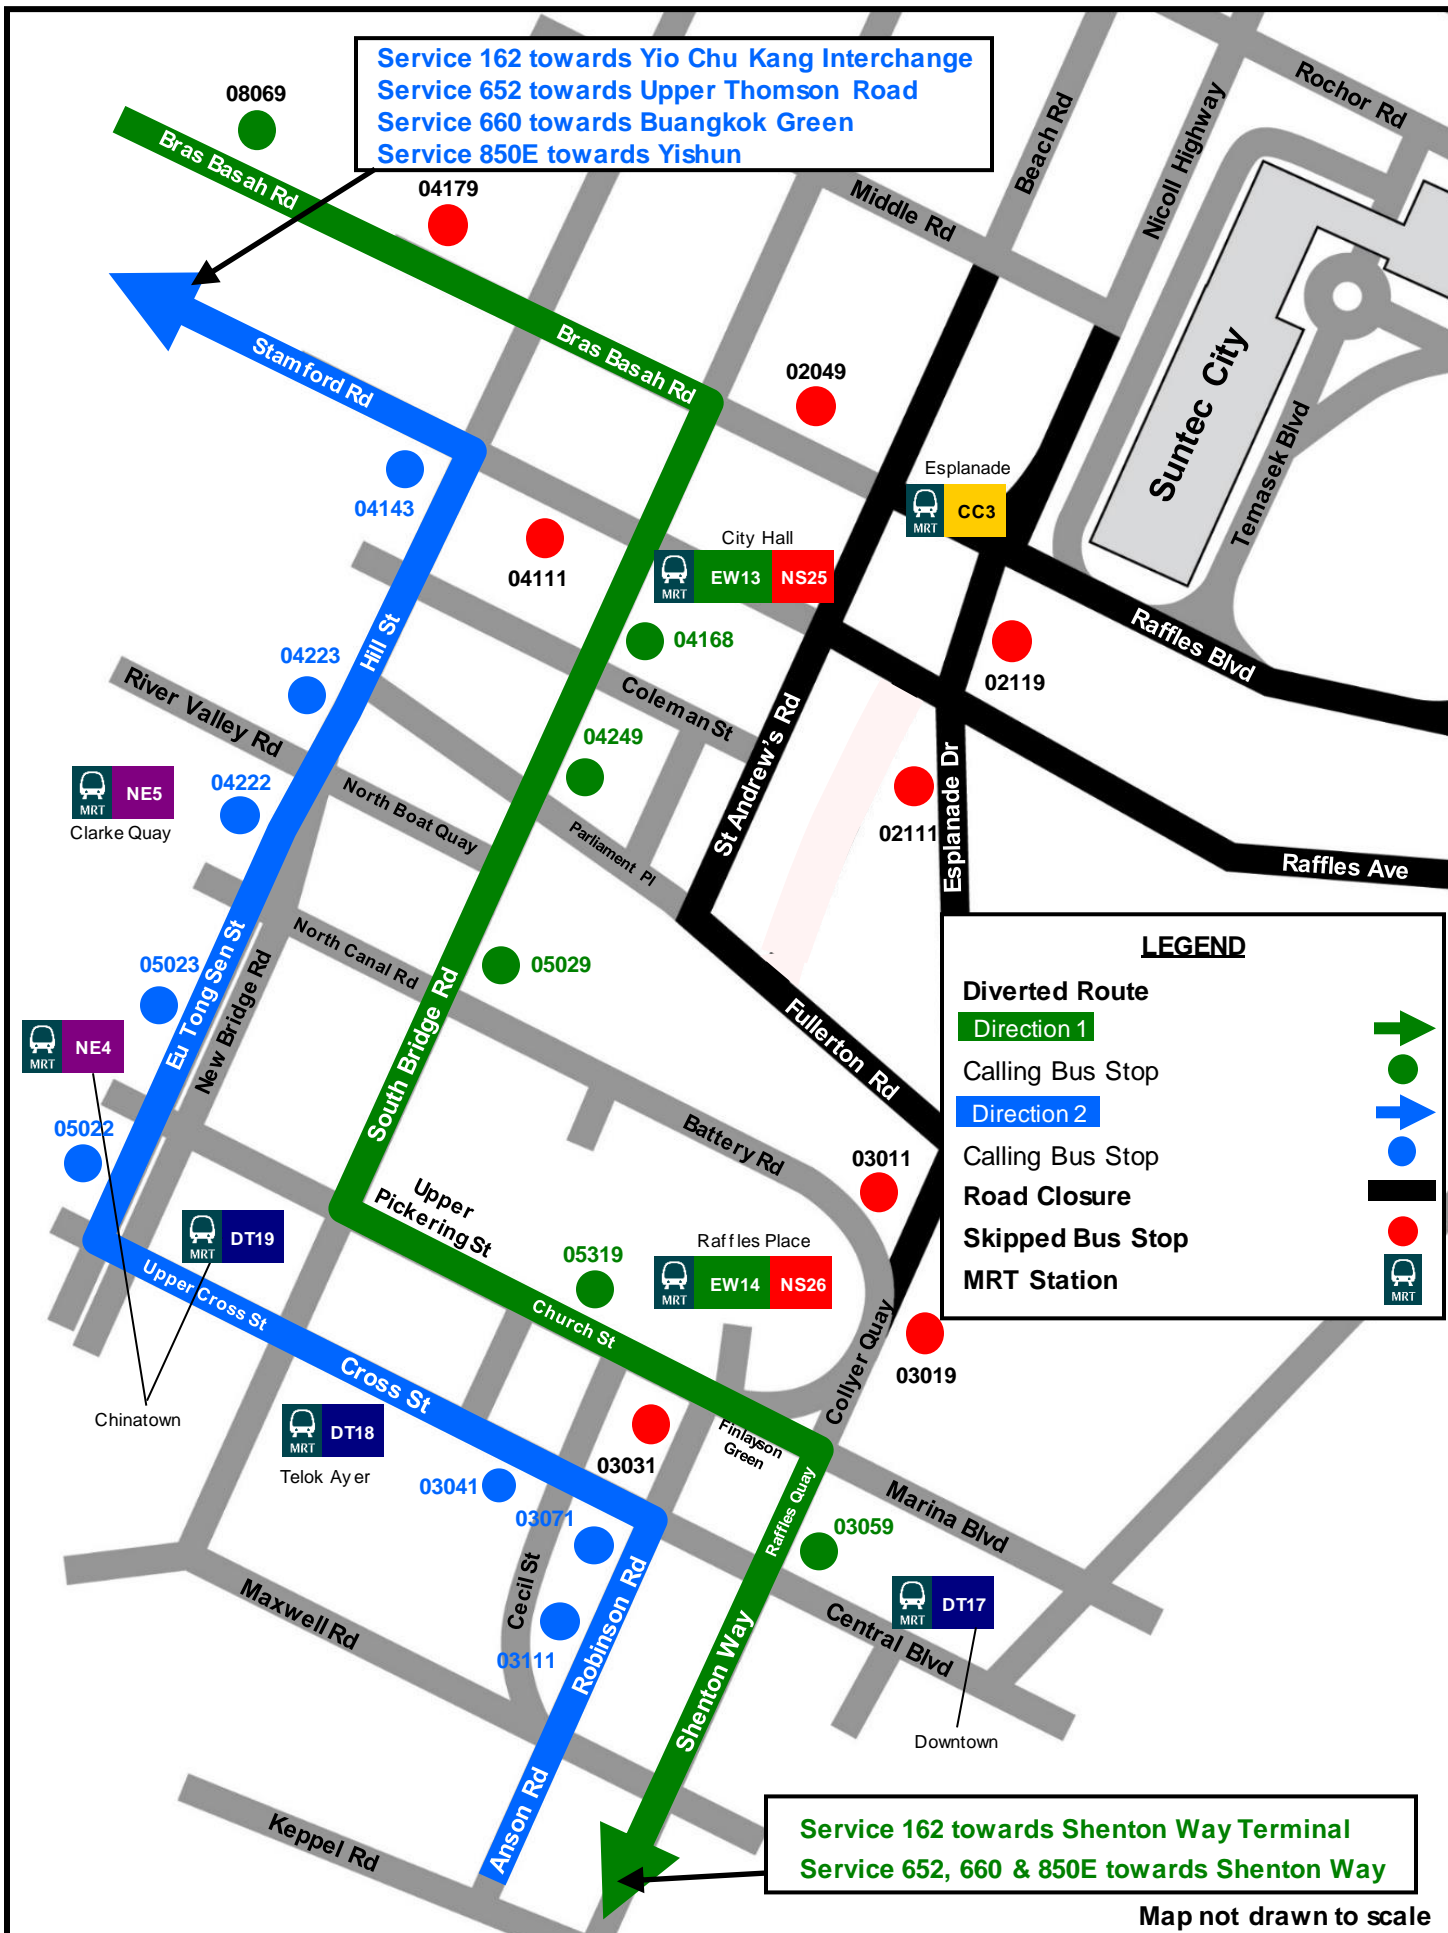 Service 162 towards Yio Chu Kang Interchange
Service 652 towards Upper Thomson Road
Service 660 towards Buangkok Green
Service 850E towards Yishun
08069
Bras Basah Rd
04179
Beach Rd
Nicoll Highway
Rochor Rd
Middle Rd
Stamford Rd
Bras Basah Rd
02049
Suntec City
Temasek Blvd
04143
04111
City Hall
MRT
EW13
NS25
Esplanade
MRT
CC3
04168
02119
Raffles Blvd
Hill St
04223
Coleman St
River Valley Rd
04249
St Andrew's Rd
Esplanade Dr
04222
MRT
NE5
Clarke Quay
North Boat Quay
Parliament Pl
02111
Raffles Ave
North Canal Rd
05023
Eu Tong Sen St
New Bridge Rd
05029
South Bridge Rd
Fullerton Rd
MRT
NE4
05022
Battery Rd
03011
Upper
Pickering St
MRT
DT19
Upper Cross St
05319
Raffles Place
MRT
EW14
NS26
Church St
Collyer Quay
03019
Chinatown
Cross St
MRT
DT18
Telok Ayer
03031
Finlayson
Green
03041
03071
Raffles Quay
03059
Marina Blvd
Cecil St
03111
Robinson Rd
Maxwell Rd
Shenton Way
Central Blvd
MRT
DT17
Downtown
Keppel Rd
Anson Rd
LEGEND
Diverted Route
Direction 1
Calling Bus Stop
Direction 2
Calling Bus Stop
Road Closure
Skipped Bus Stop
MRT Station
MRT
Service 162 towards Shenton Way Terminal
Service 652, 660 & 850E towards Shenton Way
Map not drawn to scale